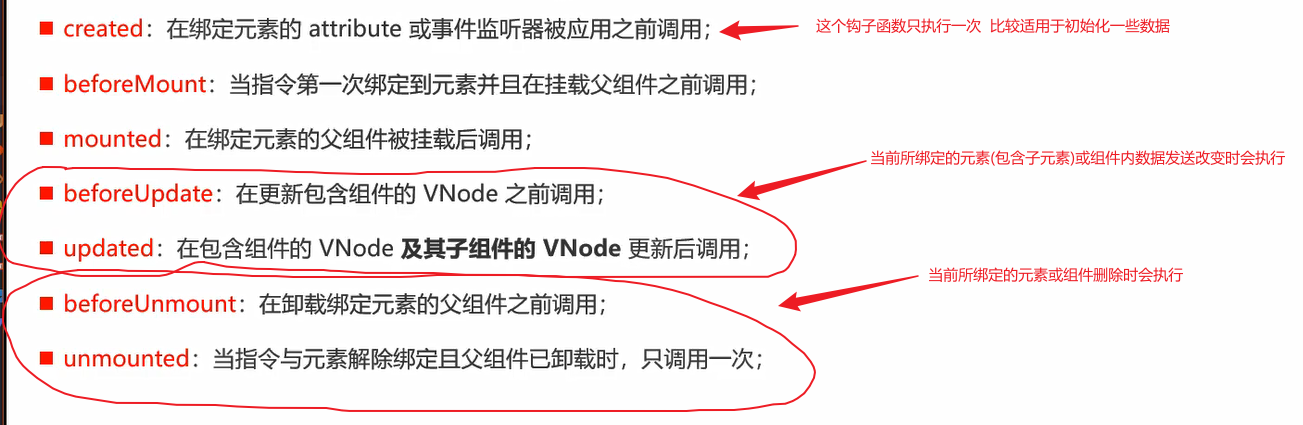 created：在绑定元素的 attribute 或事件监听器被应用之前调用；
这个钩子函数只执行一次 比较适用于初始化一些数据
beforeMount：当指令第一次绑定到元素并且在挂载父组件之前调用；
mounted：在绑定元素的父组件被挂载后调用；
当前所绑定的元素(包含子元素)或组件内数据发送改变时会执行
beforeUpdate：在更新包含组件的 VNode 之前调用；
updated：在包含组件的 VNode 及其子组件的 VNode 更新后调用；
当前所绑定的元素或组件删除时会执行
beforeUnmount：在卸载绑定元素的父组件之前调用；
unmounted：当指令与元素解除绑定且父组件已卸载时，只调用一次；